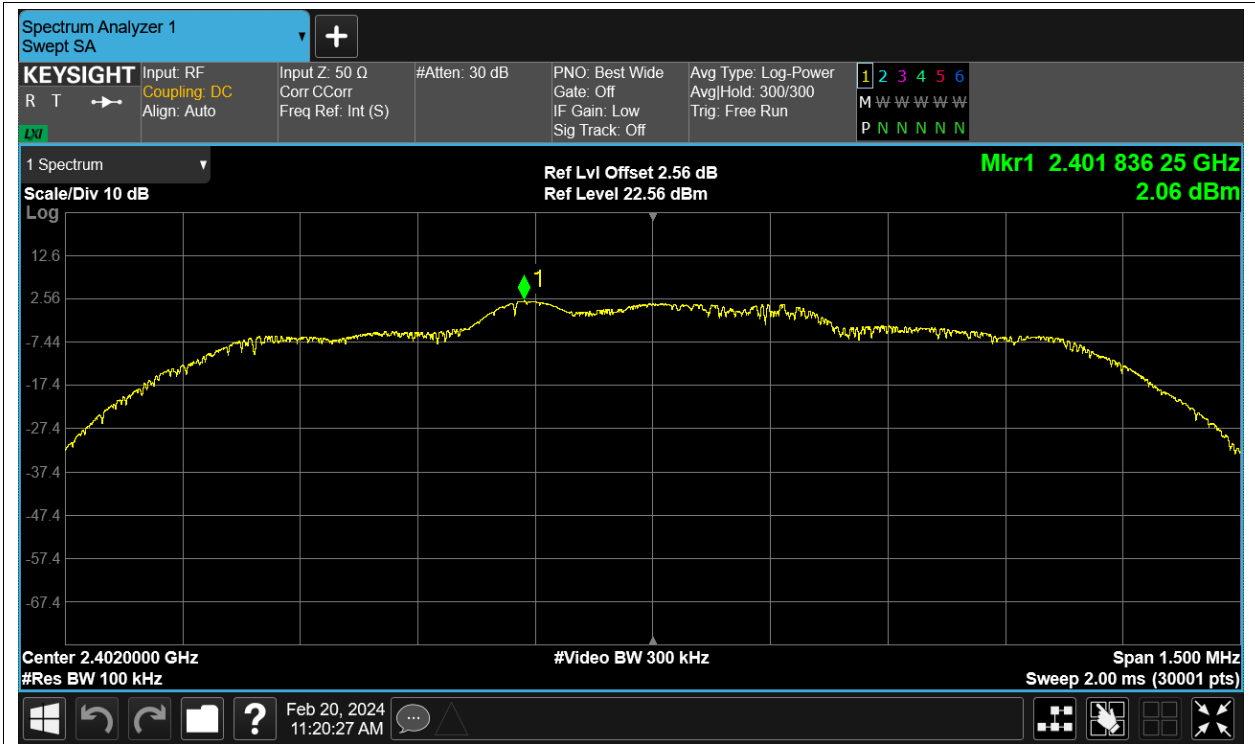 Spectrum Analyzer 1
Swept SA
+
KEYSIGHT
R T
LXI
Input: RF
Coupling: DC
Align: Auto
Input Z: 50 Ω
Corr CCorr
Freq Ref: Int (S)
#Atten: 30 dB
PNO: Best Wide
Gate: Off
IF Gain: Low
Sig Track: Off
Avg Type: Log-Power
Avg|Hold: 300/300
Trig: Free Run
1 2 3 4 5 6
M W W W W W
P N N N N N
1 Spectrum
Scale/Div 10 dB
Log
Ref Lvl Offset 2.56 dB
Ref Level 22.56 dBm
Mkr1 2.401 836 25 GHz
2.06 dBm
12.6
2.56
-7.44
-17.4
-27.4
-37.4
-47.4
-57.4
-67.4
1
Center 2.4020000 GHz
#Res BW 100 kHz
#Video BW 300 kHz
Span 1.500 MHz
Sweep 2.00 ms (30001 pts)
?
Feb 20, 2024
11:20:27 AM